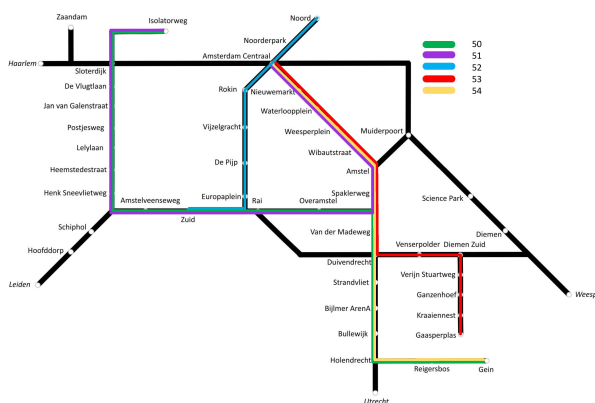 Zaandam
Isolatorweg
Noord
Noorderpark
Amsterdam Centraal
Haarlem
Sloterdijk
De Vlugtlaan
Jan van Galenstraat
Postjesweg
Lelylaan
Heemstedestraat
Henk Sneevlietweg
Rokin
Nieuwemarkt
Waterloopleín
Vijzelgracht
Weesperplein
Wibautstraat
De Pijp
Amstel
Europaplein
Spaklerweg
Amstelveenseweg
Rai
Overamstel
Zuid
Muiderpoort
Science Park
Diemen
Weesp
Schiphol
Hoofddorp
Leiden
Van der Madeweg
Venserpolder
Diemen Zuid
Duivendrecht
Verijn Stuartweg
Strandvliet
Ganzenhoef
Bijlmer ArenA
Kraaiennest
Bullewijk
Gaasperplas
Holendrecht
Reigersbos
Gein
Utrecht
50
51
52
53
54